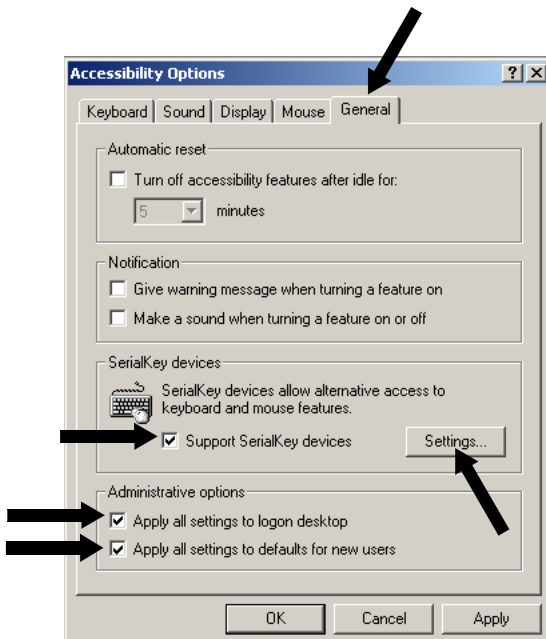 Accessibility Options
Keyboard Sound Display Mouse General
Automatic reset
Turn off accessibility features after idle for:
5 minutes
Notification
Give warning message when turning a feature on
Make a sound when turning a feature on or off
SerialKey devices
SerialKey devices allow alternative access to
keyboard and mouse features.
Support SerialKey devices Settings...
Administrative options
Apply all settings to logon desktop
Apply all settings to defaults for new users
OK Cancel Apply